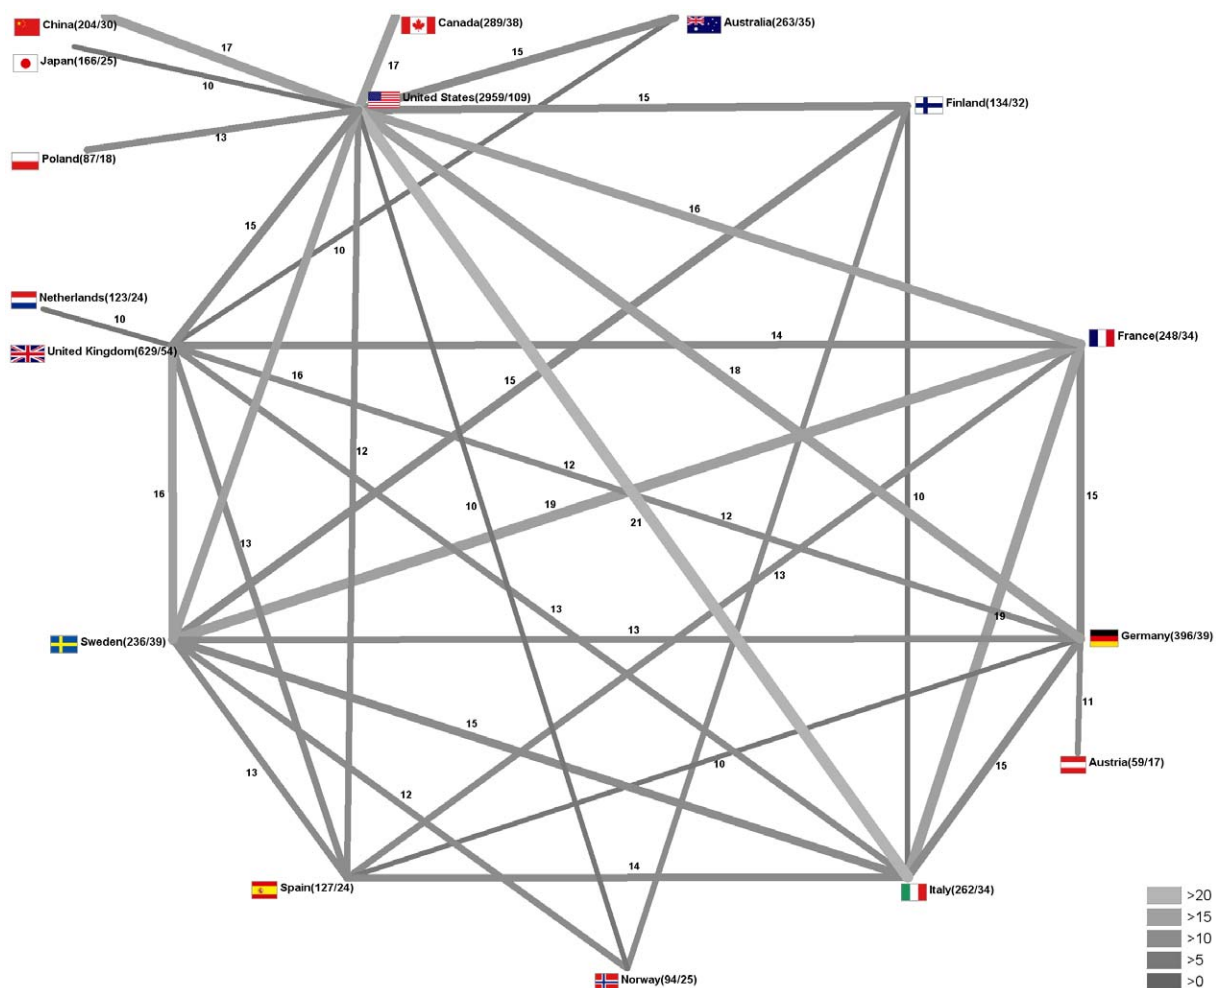 China(204/30)
Canada(289/38)
Australia(263/35)
17
15
Japan(166/25)
17
10
United States(2959/109)
15
Finland(134/32)
13
Poland(87/18)
16
15
10
Netherlands(123/24)
10
United Kingdom(629/54)
14
France(248/34)
16
15
18
12
12
16
19
10
10
15
21
12
13
13
13
19
13
Sweden(236/39)
Germany(396/39)
11
15
13
10
15
Austria(59/17)
12
14
Spain(127/24)
Italy(262/34)
Norway(94/25)
>20
>15
>10
>5
>0